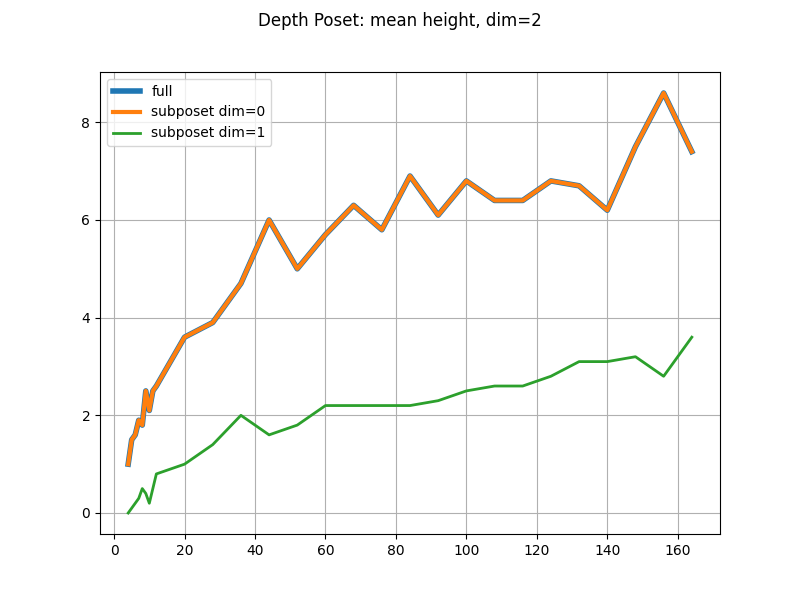 Depth Poset: mean height, dim=2
full
subposet dim=0
subposet dim=1
8
6
4
2
0
0 20 40 60 80 100 120 140 160